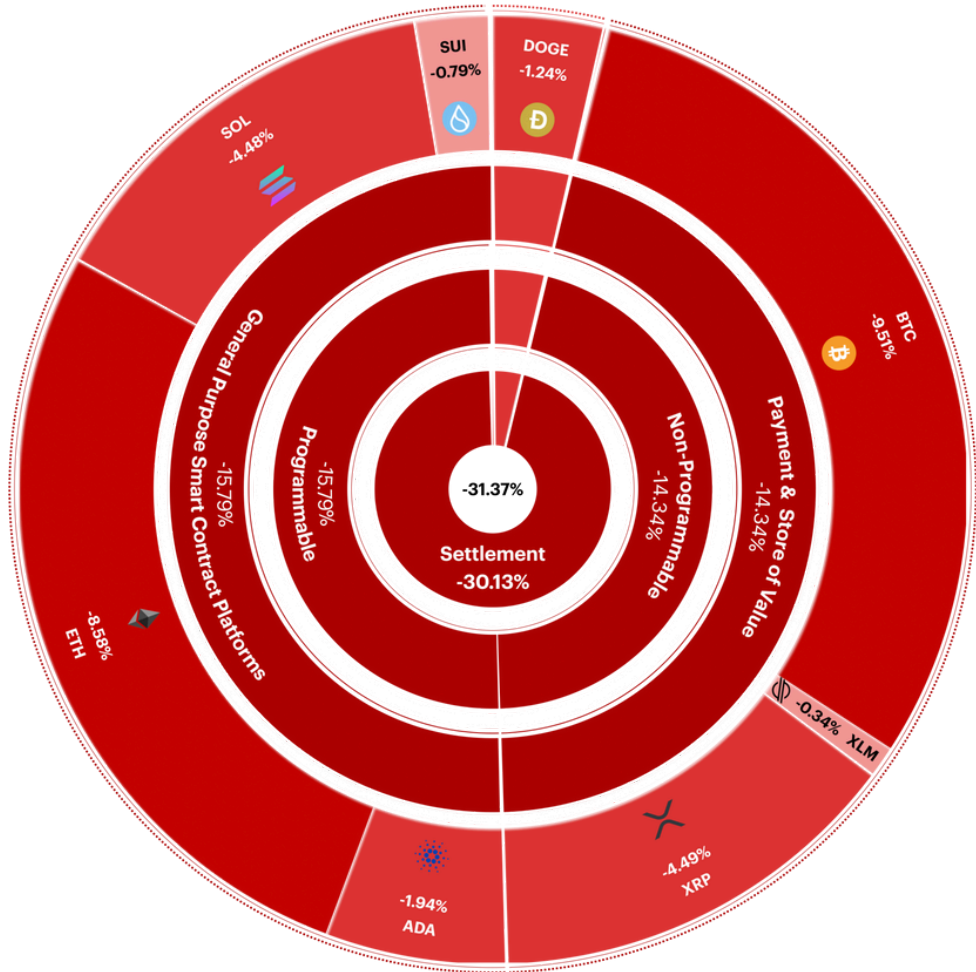 SUI
-0.79%
DOGE
-1.24%
SOL
-4.48%
BTC
-9.51%
General Purpose Smart Contract Platforms
-15.79%
Programmable
-15.79%
-31.37%
Settlement
-30.13%
Non-Programmable
-14.34%
Payment & Store of Value
-14.34%
-8.58%
ETH
-0.34% XLM
-4.49%
XRP
-1.94%
ADA